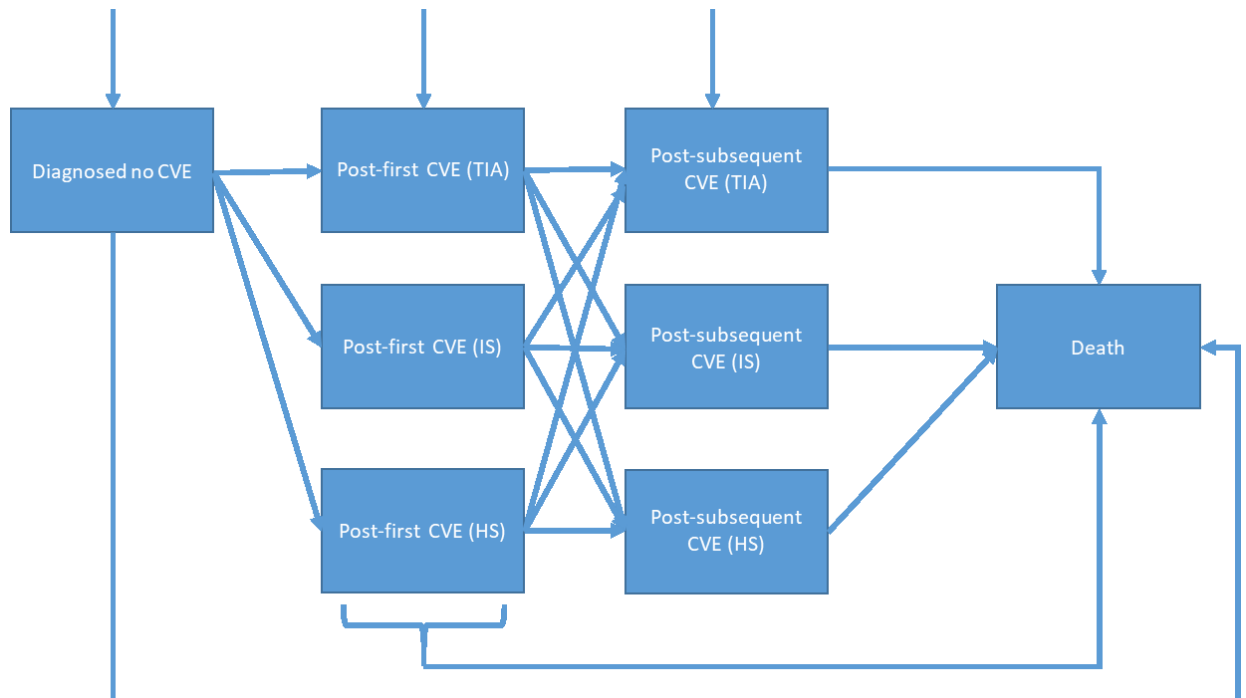 Diagnosed no CVE
Post-first CVE (TIA)
Post-subsequent
CVE (TIA)
Post-first CVE (IS)
Post-subsequent
CVE (IS)
Death
Post-first CVE (HS)
Post-subsequent
CVE (HS)